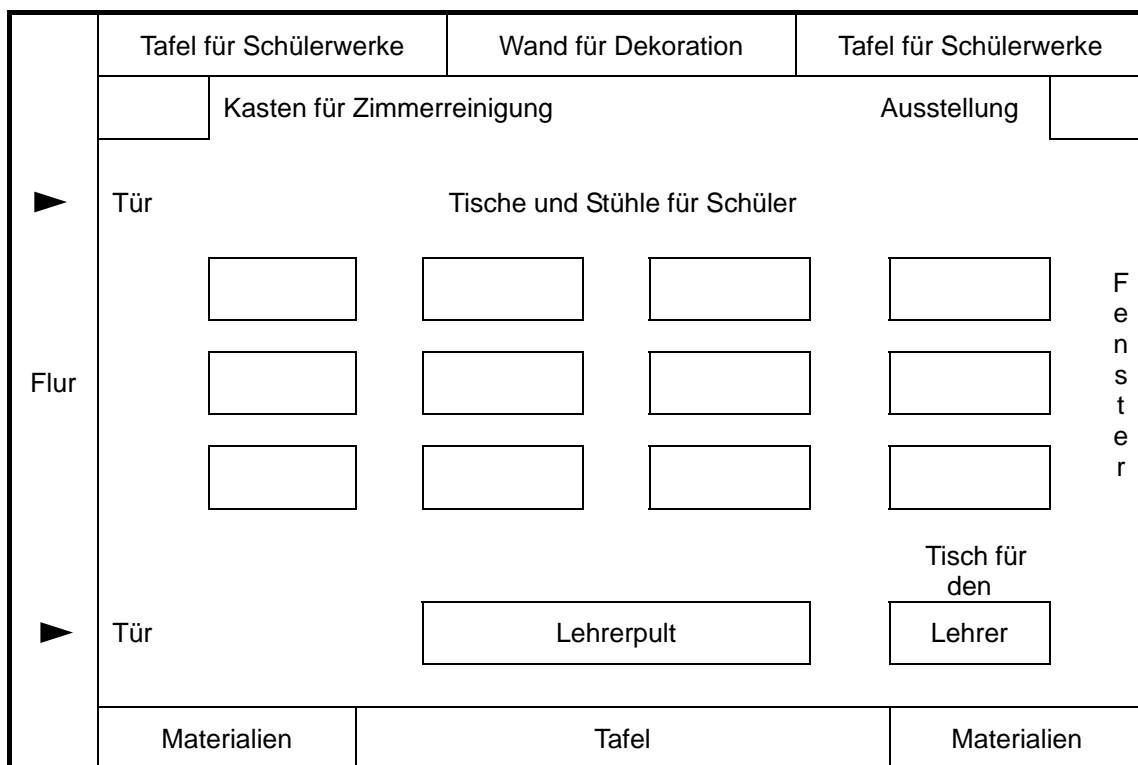 Tafel für Schülerwerke
Wand für Dekoration
Tafel für Schülerwerke
Kasten für Zimmerreinigung
Ausstellung
Tür
Tische und Stühle für Schüler
Fenster
Flur
Tisch für
den
Tür
Lehrerpult
Lehrer
Materialien
Tafel
Materialien